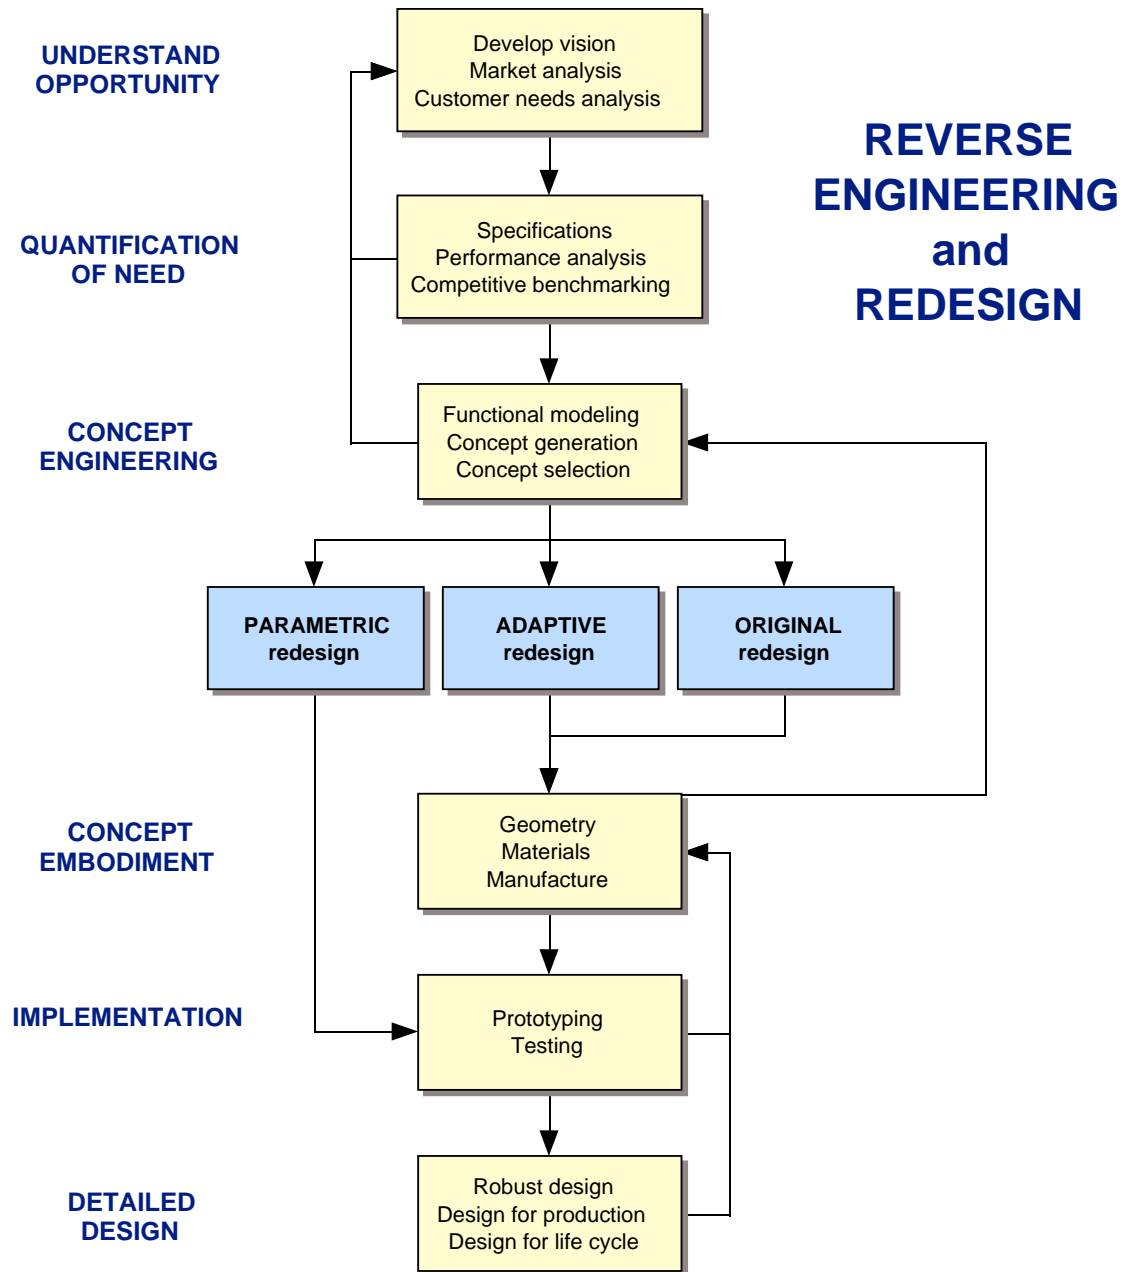 UNDERSTAND
OPPORTUNITY
Develop vision
Market analysis
Customer needs analysis
REVERSE
ENGINEERING
and
REDESIGN
QUANTIFICATION
OF NEED
Specifications
Performance analysis
Competitive benchmarking
CONCEPT
ENGINEERING
Functional modeling
Concept generation
Concept selection
PARAMETRIC
redesign
ADAPTIVE
redesign
ORIGINAL
redesign
CONCEPT
EMBODIMENT
Geometry
Materials
Manufacture
IMPLEMENTATION
Prototyping
Testing
DETAILED
DESIGN
Robust design
Design for production
Design for life cycle